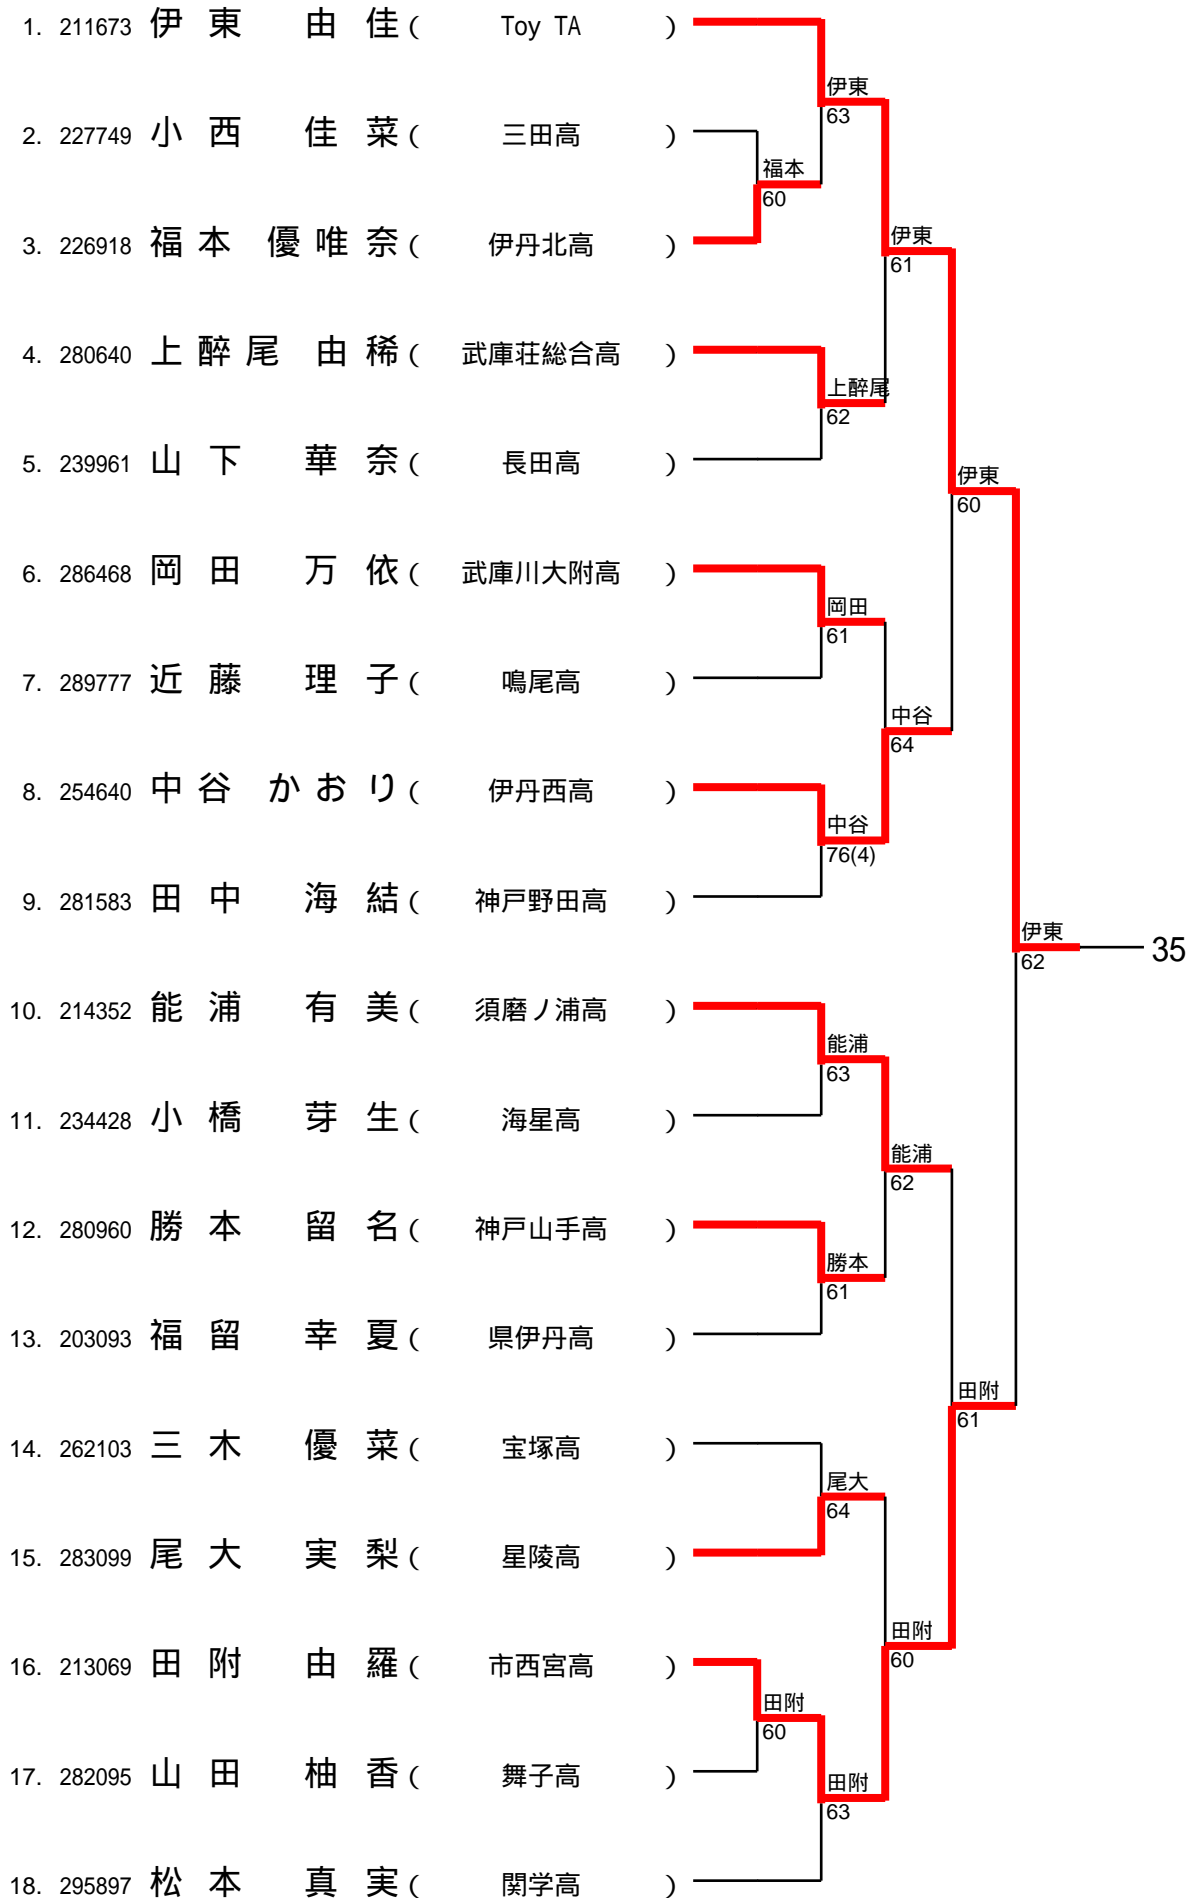 1. 211673 伊東 由佳 ( Toy TA )
伊東
63
2. 227749 小西 佳菜 ( 三田高 )
福本
60
3. 226918 福本 優唯奈 ( 伊丹北高 )
伊東
61
4. 280640 上醉尾 由稀 ( 武庫荘総合高 )
上醉尾
62
5. 239961 山下 華奈 ( 長田高 )
伊東
60
6. 286468 岡田 万依 ( 武庫川大附高 )
岡田
61
7. 289777 近藤 理子 ( 鳴尾高 )
中谷
64
8. 254640 中谷 かおり ( 伊丹西高 )
中谷
76(4)
9. 281583 田中 海結 ( 神戸野田高 )
伊東
62
35
10. 214352 能浦 有美 ( 須磨ノ浦高 )
能浦
63
11. 234428 小橋 芽生 ( 海星高 )
能浦
62
12. 280960 勝本 留名 ( 神戸山手高 )
勝本
61
13. 203093 福留 幸夏 ( 県伊丹高 )
田附
61
14. 262103 三木 優菜 ( 宝塚高 )
尾大
64
15. 283099 尾大 実梨 ( 星陵高 )
田附
60
16. 213069 田附 由羅 ( 市西宮高 )
田附
60
17. 282095 山田 柚香 ( 舞子高 )
田附
63
18. 295897 松本 真実 ( 関学高 )